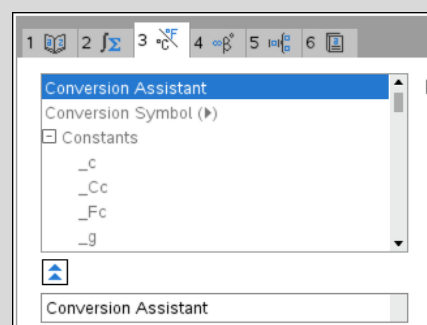 1 2 ∫Σ 3 °C °F 4 ∞β° 5 6
Conversion Assistant
Conversion Symbol (▶)
Constants
_c
_Cc
_Fc
_g
Conversion Assistant